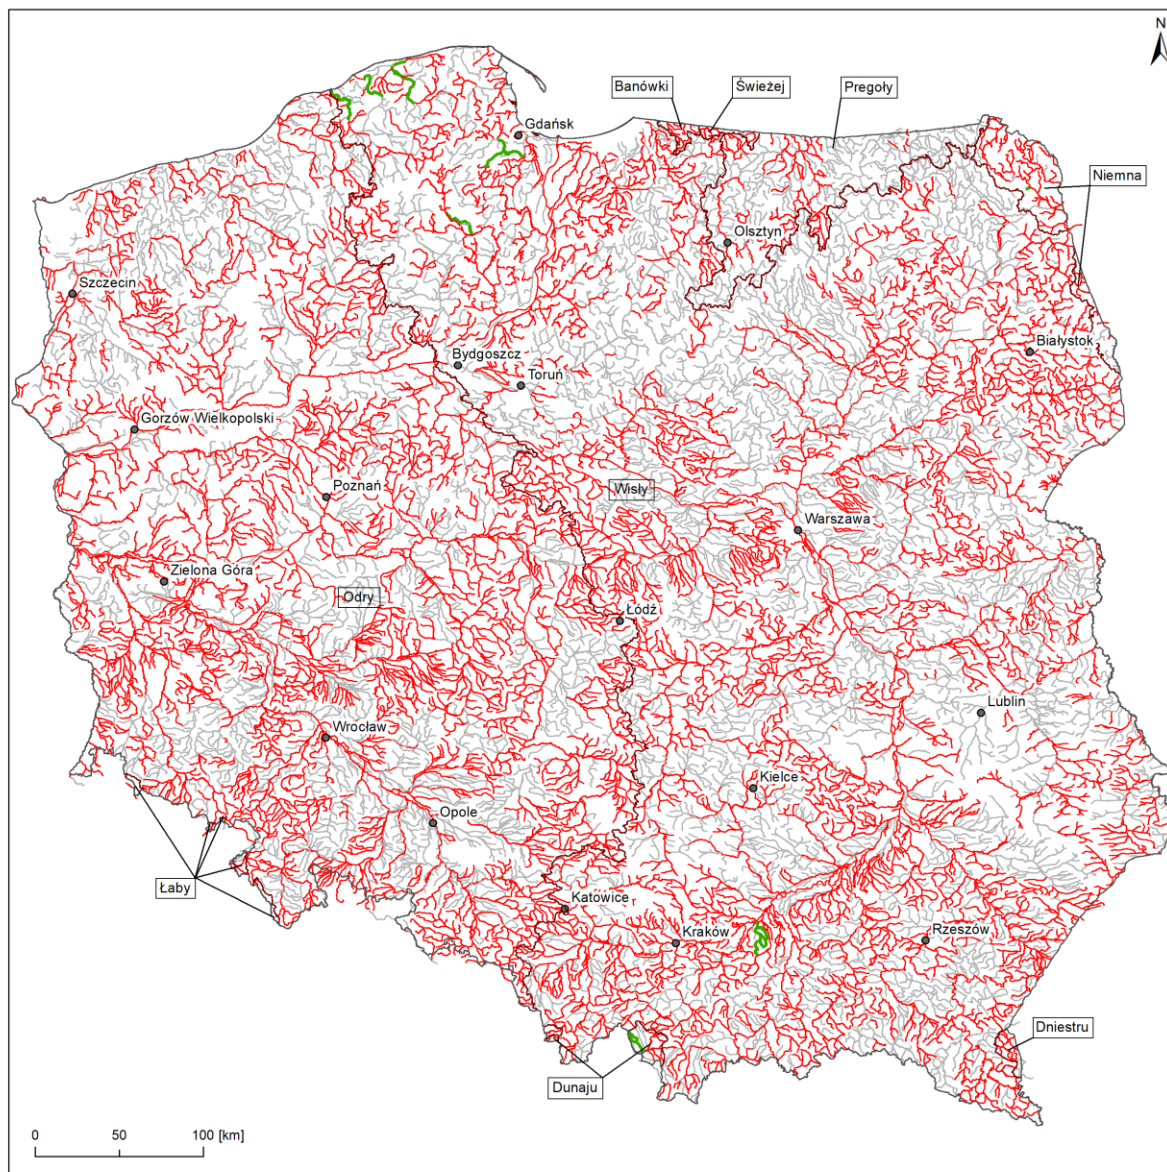 N
Banówki
Świeżej
Pregoły
Gdańsk
Niemna
Olsztyn
Szczecin
Białystok
Bydgoszcz
Toruń
Gorzów Wielkopolski
Poznań
Wisły
Warszawa
Zielona Góra
Odry
Łódź
Lublin
Wrocław
Kielce
Opole
Łaby
Katowice
Kraków
Rzeszów
Dniestru
Dunaju
0 50 100 [km]